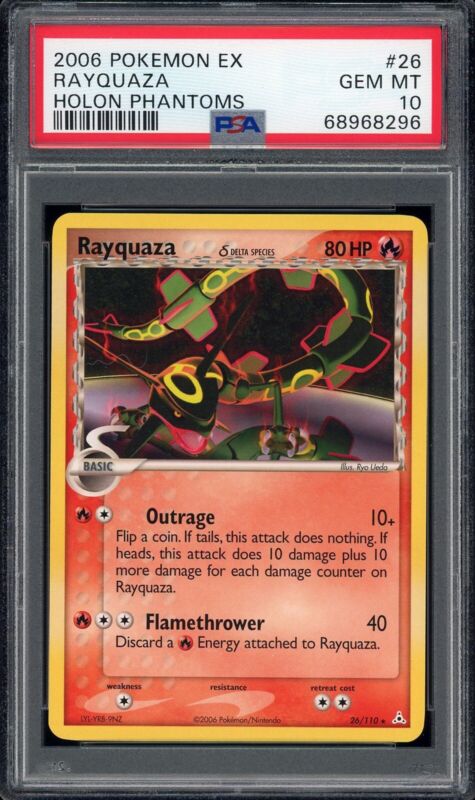 2006 POKEMON EX #26
RAYQUAZA GEM MT
HOLON PHANTOMS 10
68968296
PSA
Rayquaza δ DELTA SPECIES 80 HP
δ
BASIC
Illus. Ryo Ueda
Outrage 10+
Flip a coin. If tails, this attack does nothing. If
heads, this attack does 10 damage plus 10
more damage for each damage counter on
Rayquaza.
Flamethrower 40
Discard a Energy attached to Rayquaza.
weakness resistance retreat cost
LYL-YRB-9NZ ©2006 Pokémon/Nintendo 26/110 ★